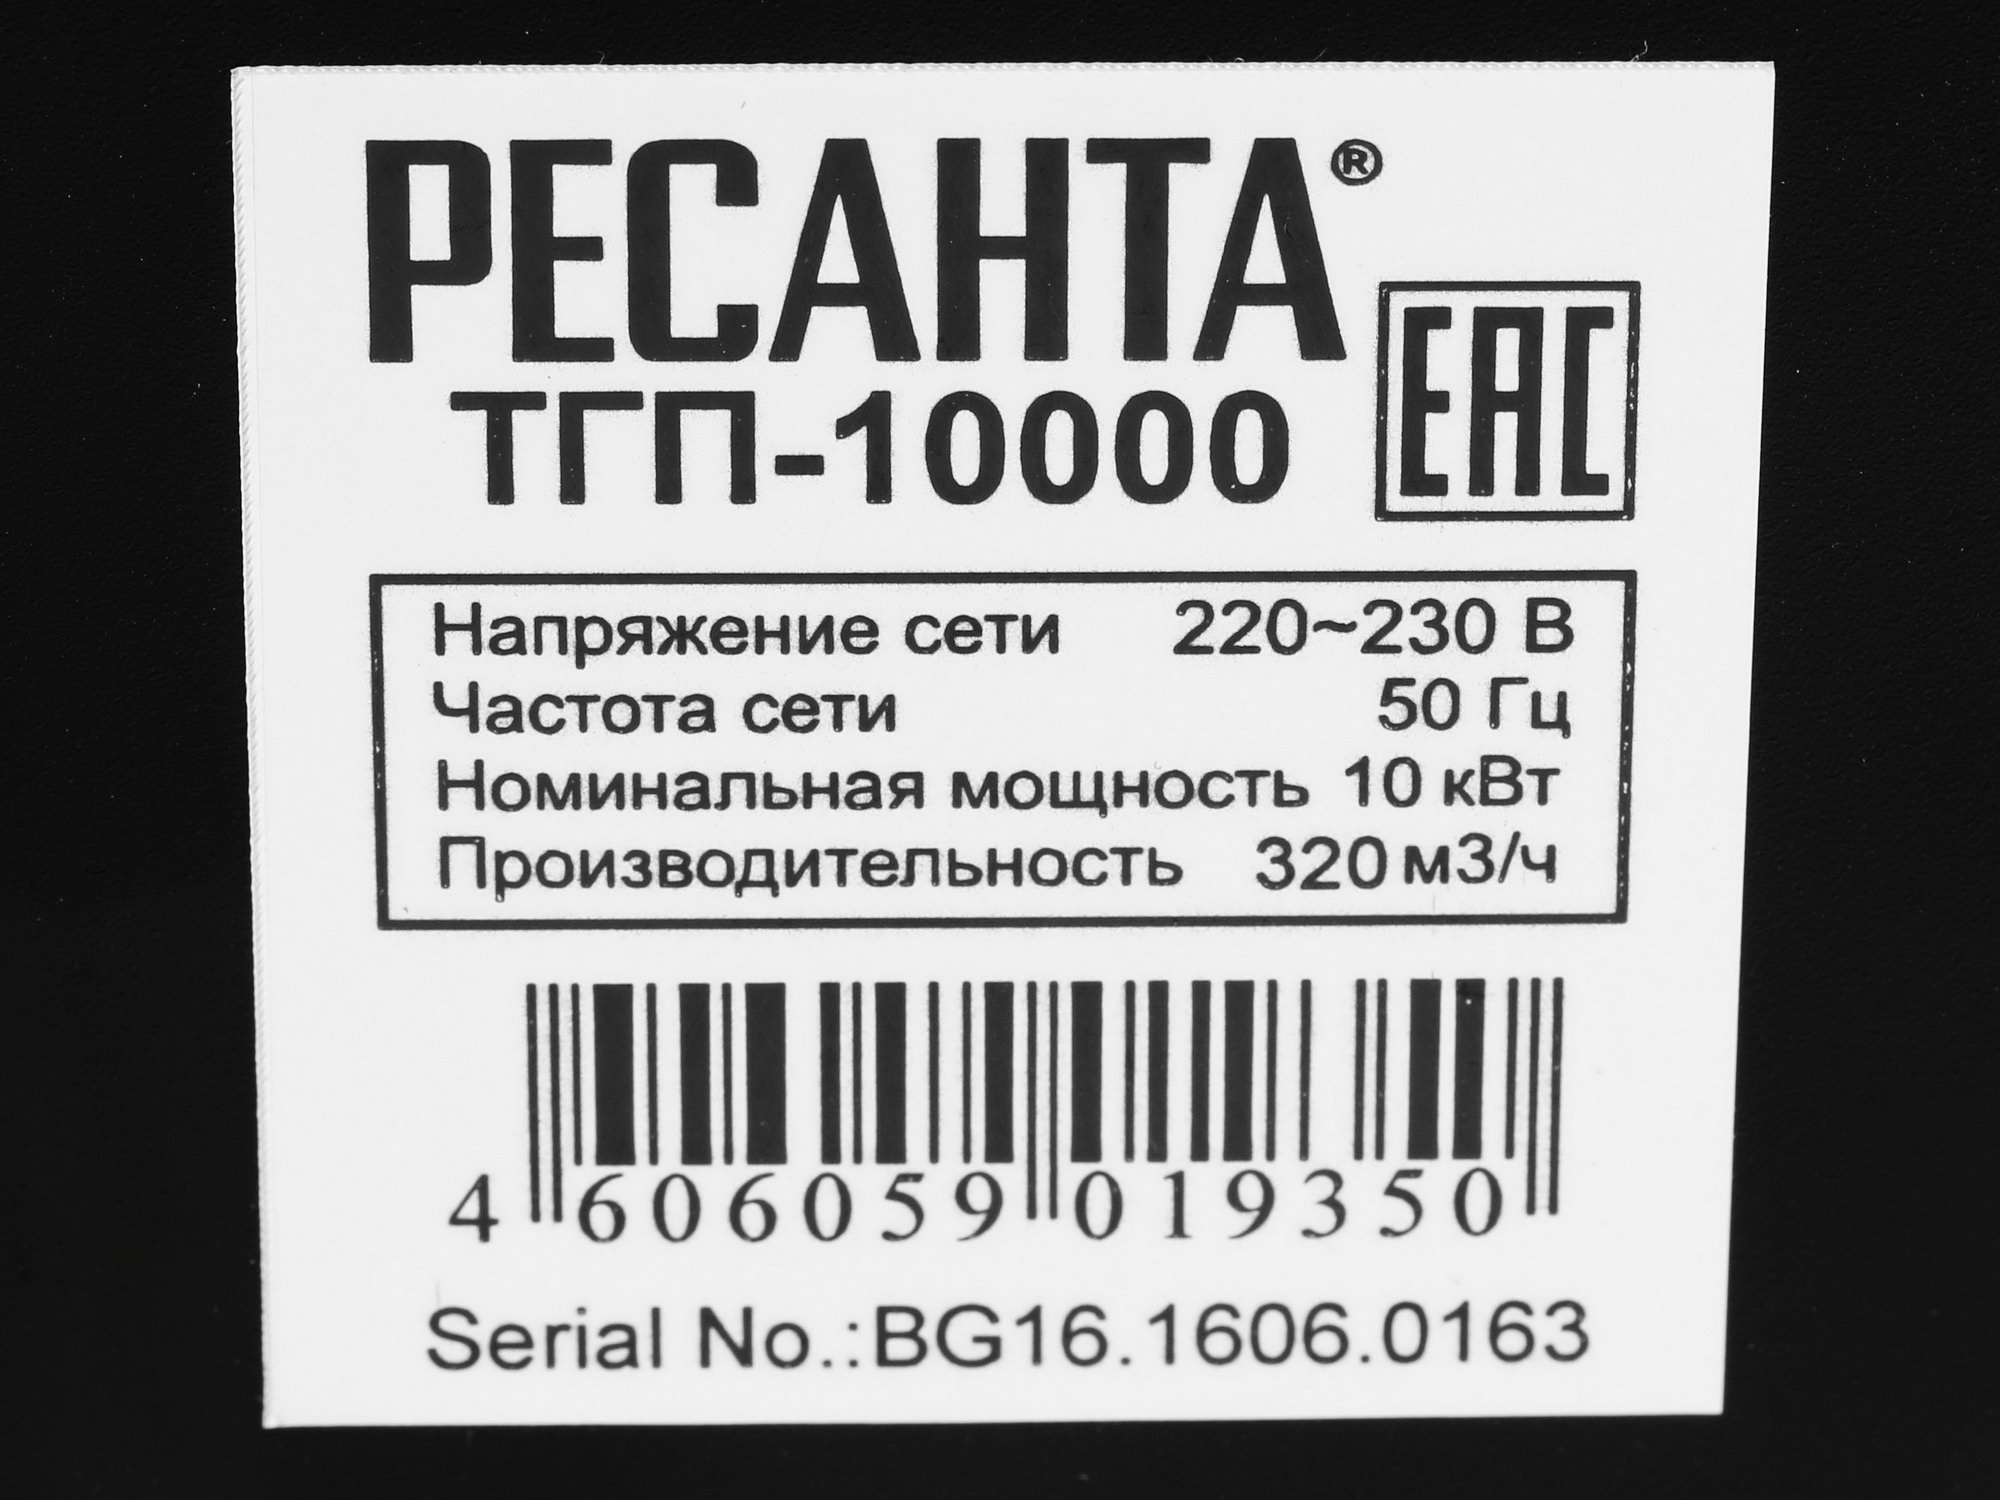 РЕСАНТА®
ТГП-10000
EAC
Напряжение сети 220~230 В
Частота сети 50 Гц
Номинальная мощность 10 кВт
Производительность 320 м3/ч
4 606059 019350
Serial No.:BG16.1606.0163